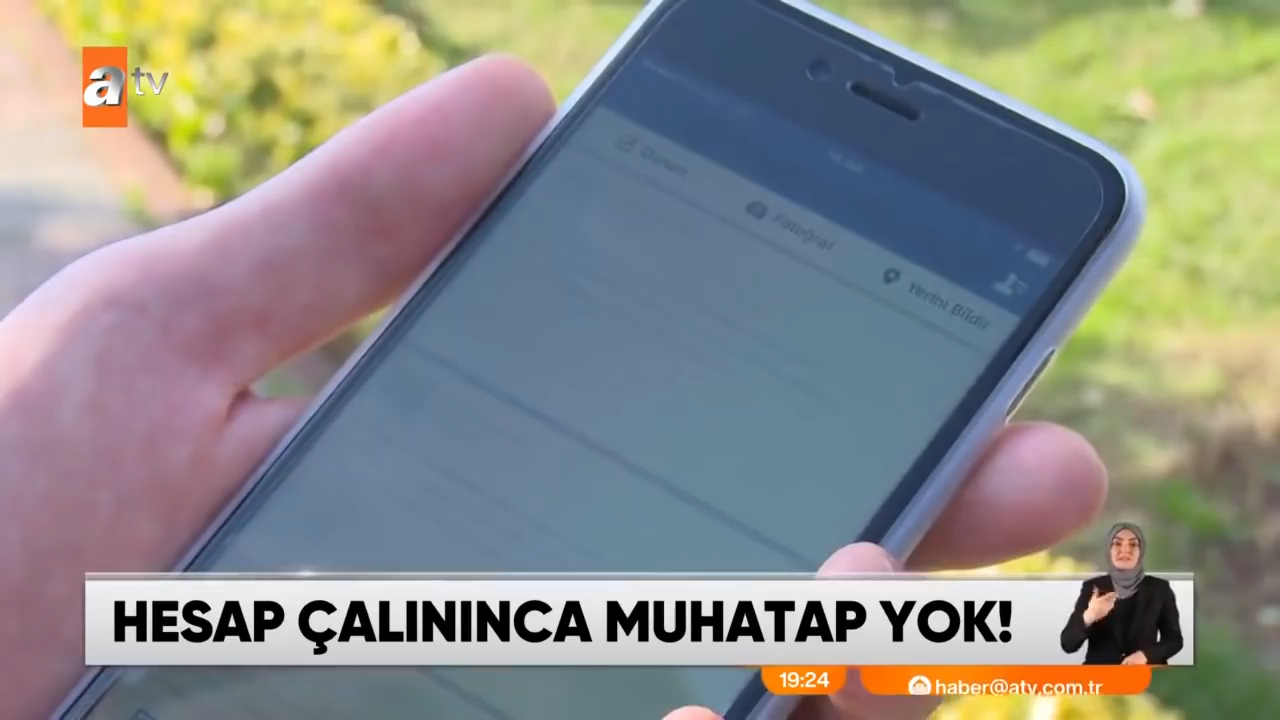 atv
Durum
Fotoğraf
Yerini Bildir
HESAP ÇALININCA MUHATAP YOK!
19:24
haber@atv.com.tr